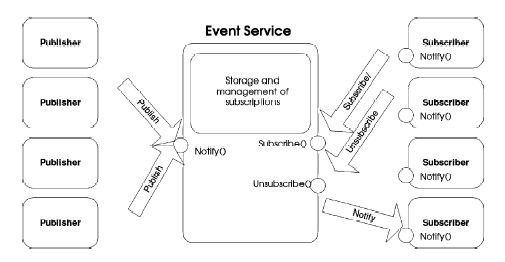 Event Service
Publisher
Publisher
Publisher
Publisher
Publish
Publish
Storage and
management of
subscriptions
Notify()
Subscribe()
Unsubscribe()
Subscribe/
Unsubscribe
Notify
Subscriber
Notify()
Subscriber
Notify()
Subscriber
Notify()
Subscriber
Notify()